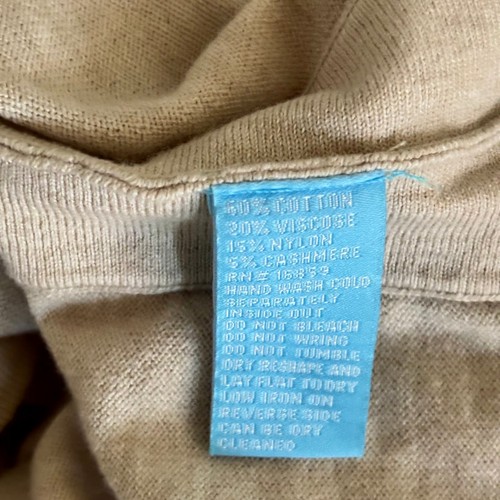 60% COTTON
20% VISCOSE
15% NYLON
5% CASHMERE
RN# 16859
HAND WASH COLD
SEPARATELY
INSIDE OUT
DO NOT BLEACH
DO NOT WRING
DO NOT TUMBLE
DRY RESHAPE AND
LAY FLAT TO DRY
LOW IRON ON
REVERSE SIDE
CAN BE DRY
CLEANED